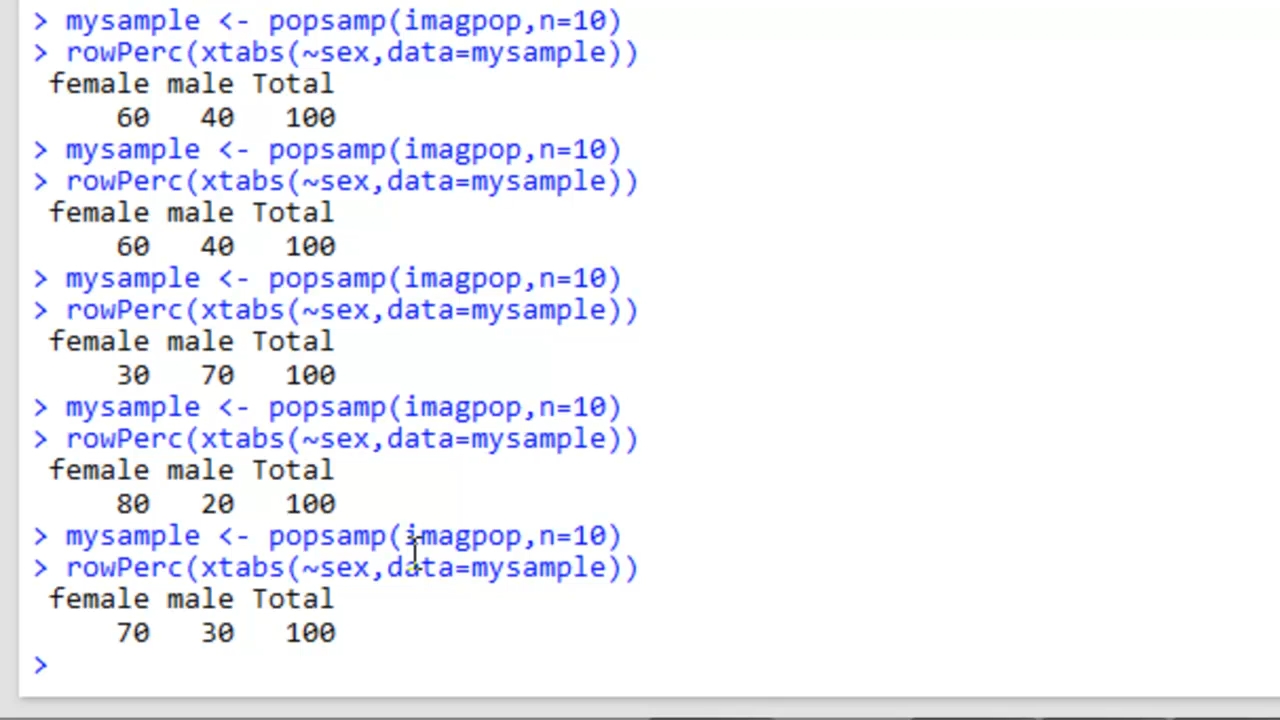 > mysample <- popsamp(imagpop,n=10)
> rowPerc(xtabs(~sex,data=mysample))
female male Total
60 40 100
> mysample <- popsamp(imagpop,n=10)
> rowPerc(xtabs(~sex,data=mysample))
female male Total
60 40 100
> mysample <- popsamp(imagpop,n=10)
> rowPerc(xtabs(~sex,data=mysample))
female male Total
30 70 100
> mysample <- popsamp(imagpop,n=10)
> rowPerc(xtabs(~sex,data=mysample))
female male Total
80 20 100
> mysample <- popsamp(imagpop,n=10)
> rowPerc(xtabs(~sex,data=mysample))
female male Total
70 30 100
>